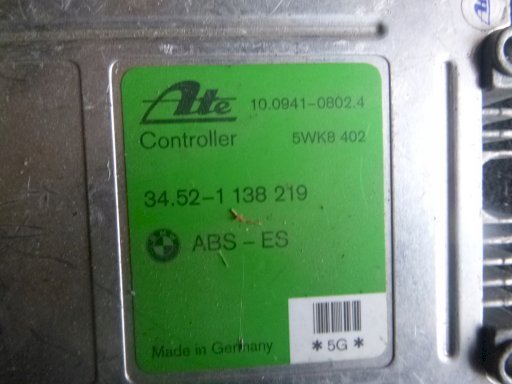 Ate 10.0941-0802.4
Controller 5WK8 402
34.52-1 138 219
ABS - ES
Made in Germany * 5G *